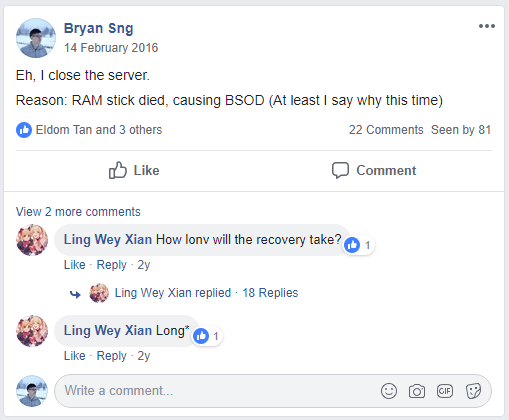 Bryan Sng
14 February 2016
Eh, I close the server.
Reason: RAM stick died, causing BSOD (At least I say why this time)
Eldom Tan and 3 others 22 Comments Seen by 81
Like Comment
View 2 more comments
Ling Wey Xian How lonv will the recovery take? 1
Like · Reply · 2y
Ling Wey Xian replied · 18 Replies
Ling Wey Xian Long* 1
Like · Reply · 2y
Write a comment... GIF